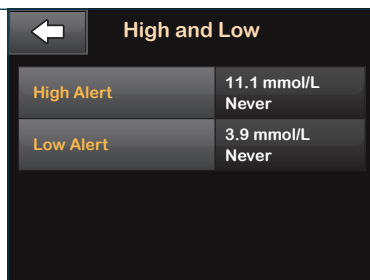 High and Low
High Alert
11.1 mmol/L
Never
Low Alert
3.9 mmol/L
Never